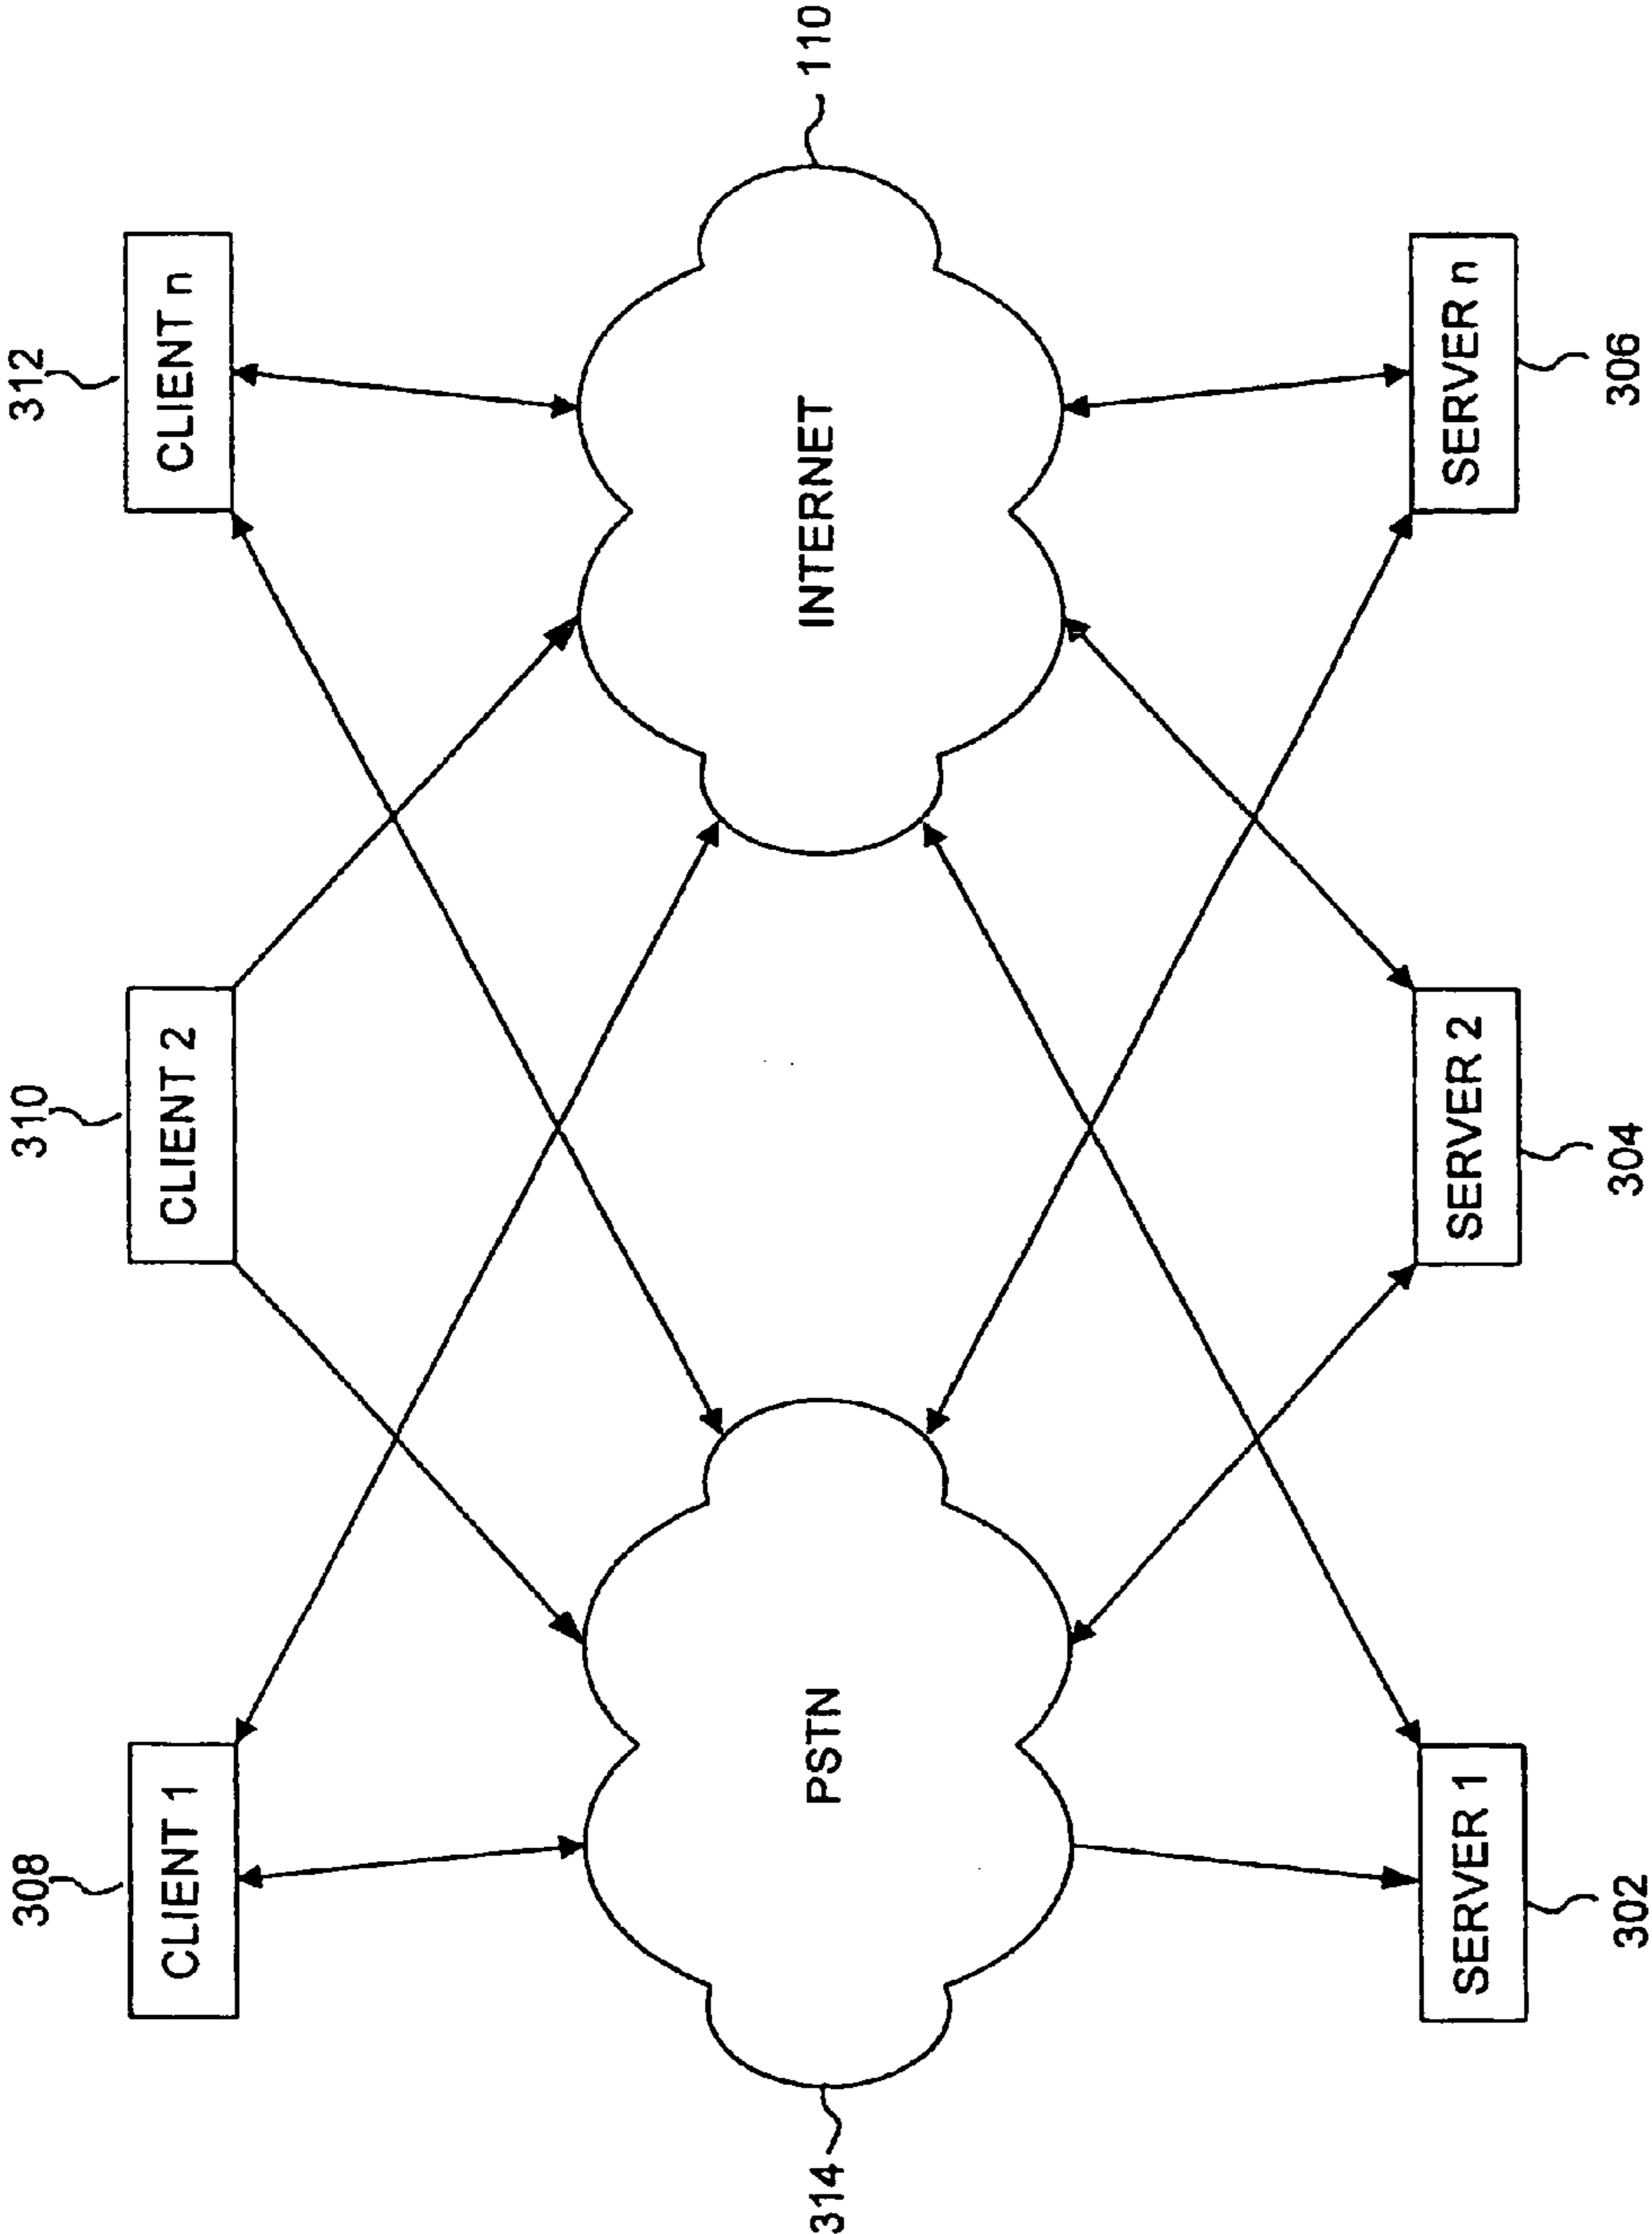 308
310
312
CLIENT 1
CLIENT 2
CLIENT n
314
PSTN
INTERNET
110
SERVER 1
SERVER 2
SERVER n
302
304
306